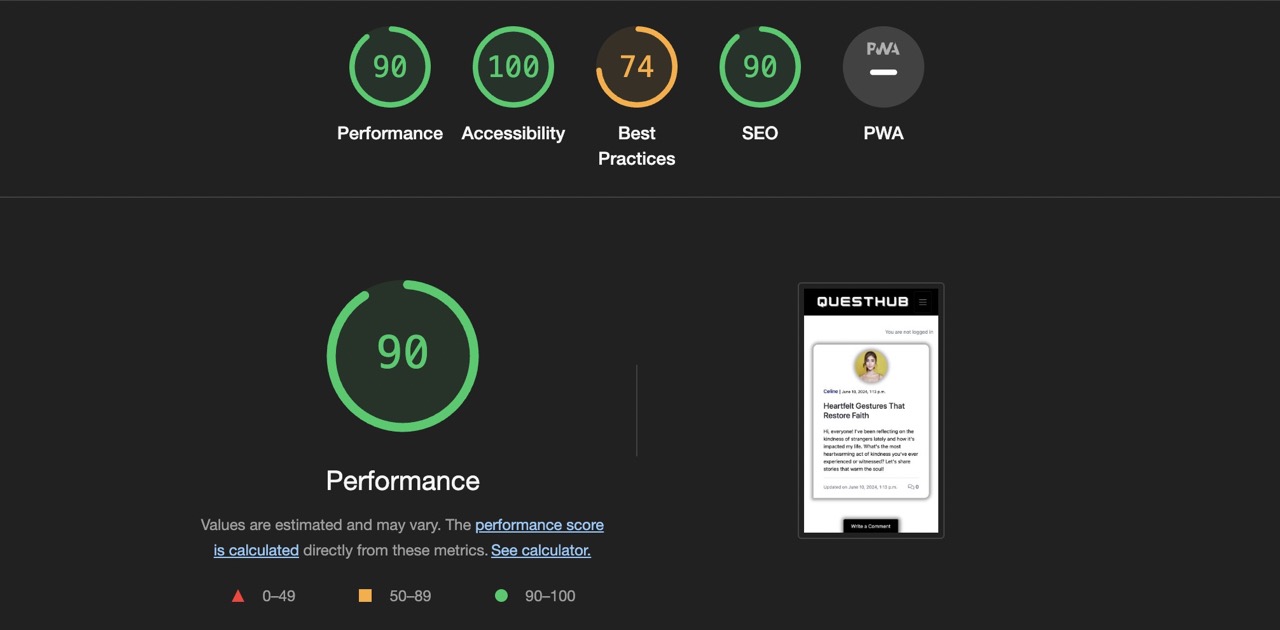 90
100
74
90
PWA
Performance
Accessibility
Best
Practices
SEO
PWA
90
Performance
Values are estimated and may vary. The performance score
is calculated directly from these metrics. See calculator.
0–49
50–89
90–100
QUESTHUB
You are not logged in
Celine | June 10, 2024, 1:13 p.m.
Heartfelt Gestures That
Restore Faith
Hi, everyone! I've been reflecting on the
kindness of strangers lately and how it's
impacted my life. What's the most
heartwarming act of kindness you've ever
experienced or witnessed? Let's share
stories that warm the soul!
Updated on June 10, 2024, 1:13 p.m.
0
Write a Comment